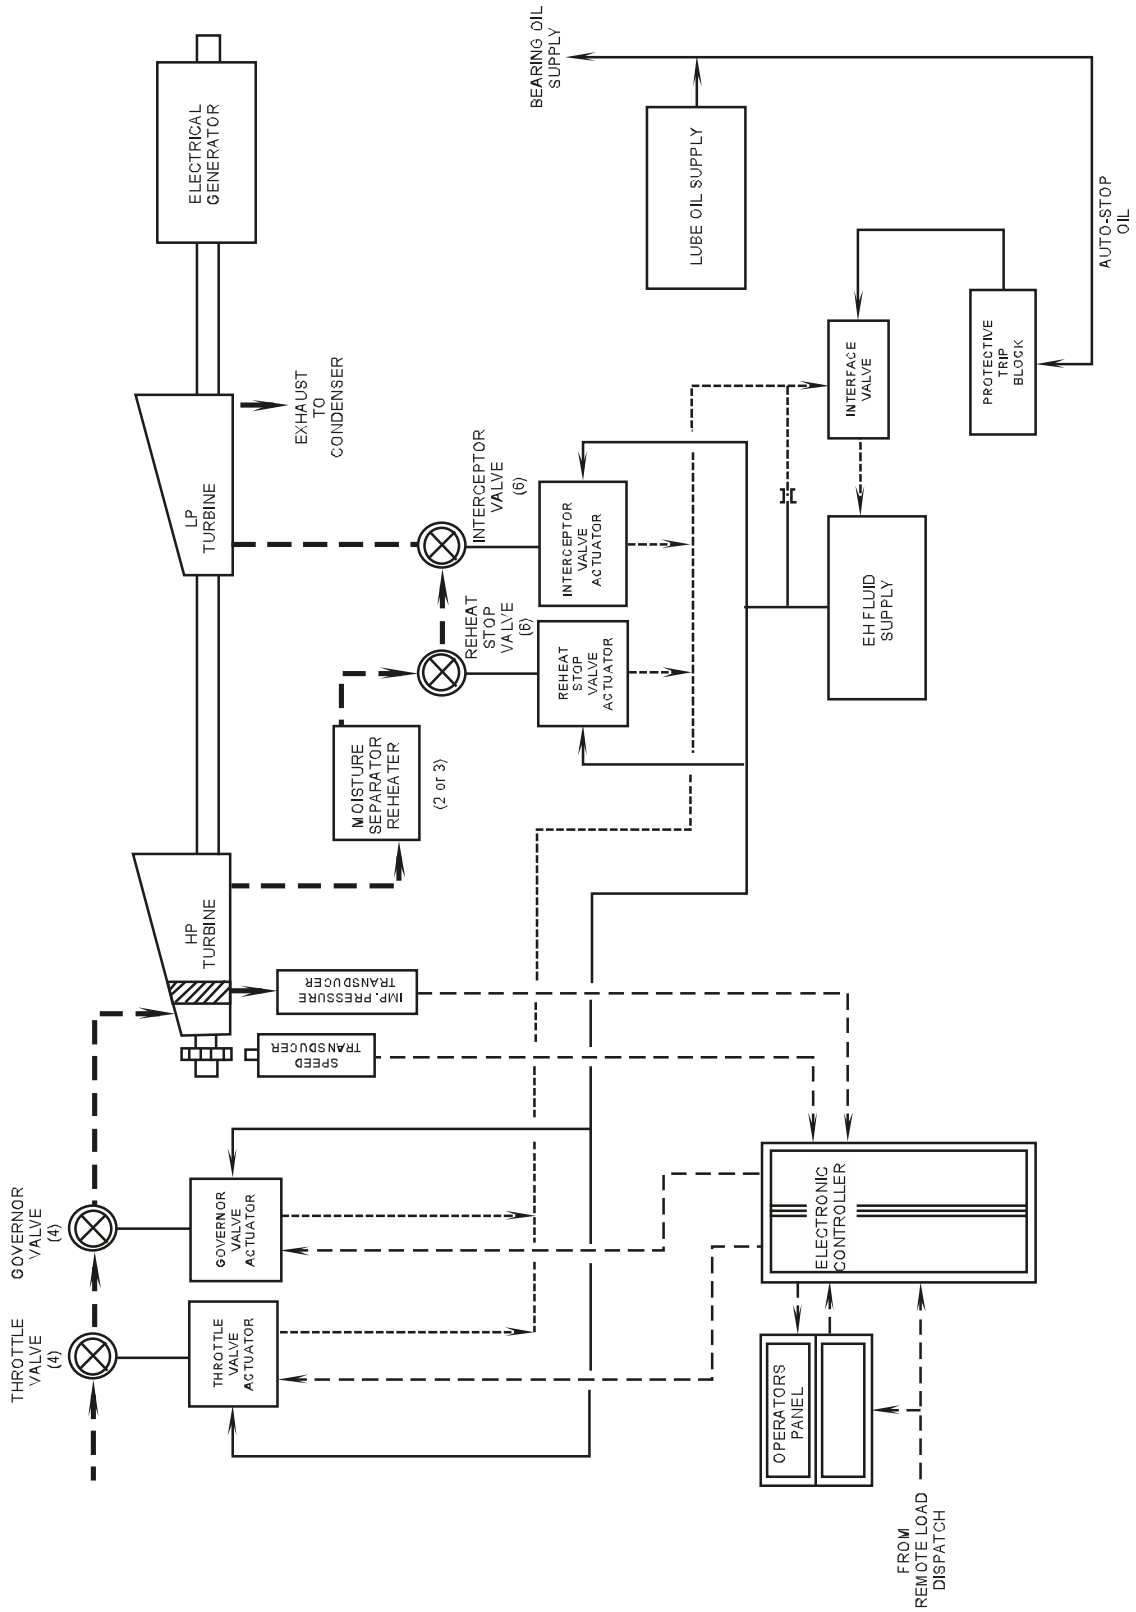 THROTTLE
VALVE
(4)
GOVERNOR
VALVE
(4)
THROTTLE
VALVE
ACTUATOR
GOVERNOR
VALVE
ACTUATOR
HP
TURBINE
LP
TURBINE
ELECTRICAL
GENERATOR
SPEED
TRANSDUCER
IMP. PRESSURE
TRANSDUCER
MOISTURE
SEPARATOR
REHEATER
(2 or 3)
EXHAUST
TO
CONDENSER
REHEAT
STOP
VALVE
(6)
INTERCEPTOR
VALVE
(6)
REHEAT
STOP
VALVE
ACTUATOR
INTERCEPTOR
VALVE
ACTUATOR
BEARING OIL
SUPPLY
LUBE OIL SUPPLY
OPERATORS
PANEL
ELECTRONIC
CONTROLLER
EH FLUID
SUPPLY
INTERFACE
VALVE
PROTECTIVE
TRIP
BLOCK
AUTO-STOP
OIL
FROM
REMOTE LOAD
DISPATCH